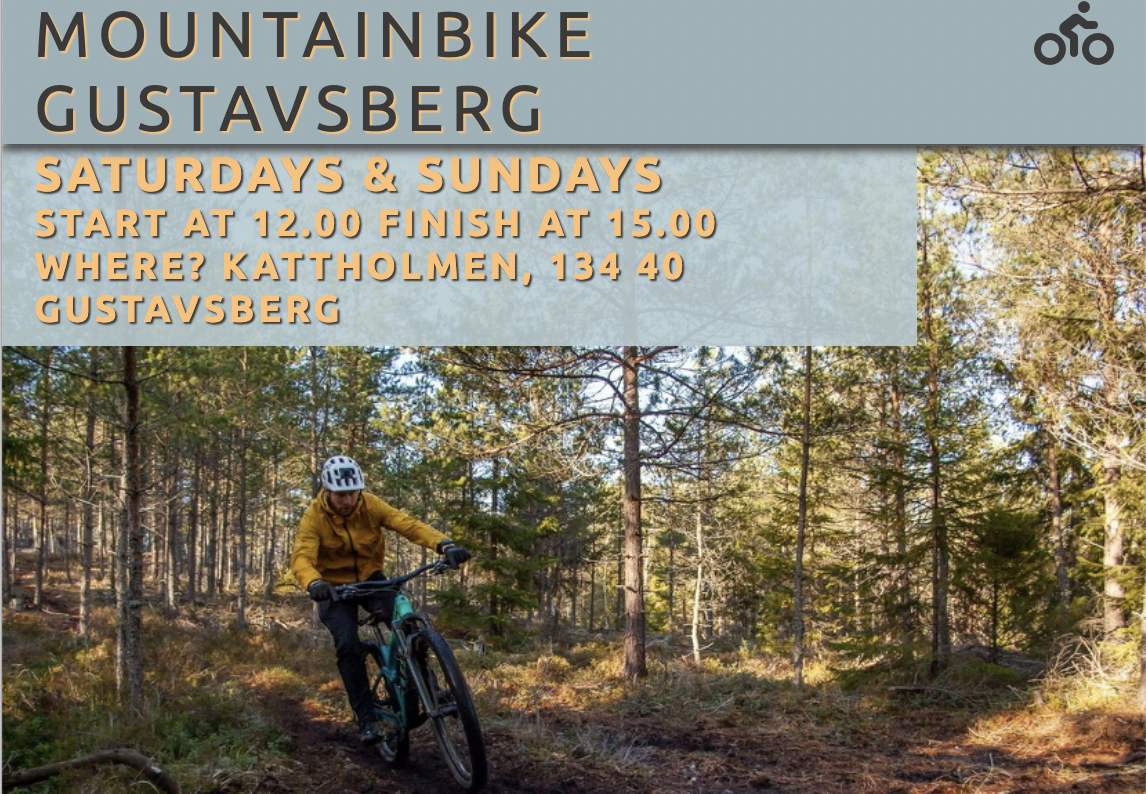 MOUNTAINBIKE
GUSTAVSBERG
SATURDAYS & SUNDAYS
START AT 12.00 FINISH AT 15.00
WHERE? KATTHOLMEN, 134 40
GUSTAVSBERG